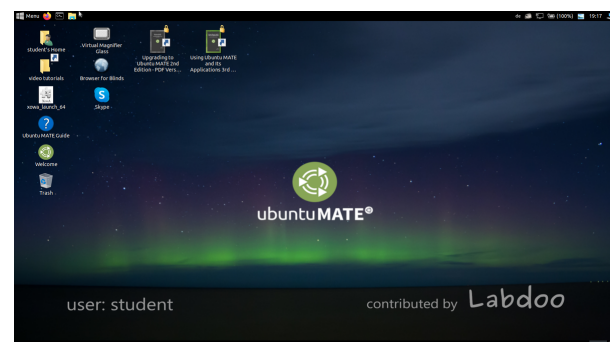 Menu
de
(100%)
19:17
student's Home
Virtual Magnifier
Glass
Upgrading to
Ubuntu MATE 2nd
Edition - PDF Vers...
Using Ubuntu MATE
and Its
Applications 3rd ...
video tutorials
Browser for Blinds
xowa_launch_64
Skype
Ubuntu MATE Guide
Welcome
Trash
ubuntu MATE
user: student
contributed by Labdoo